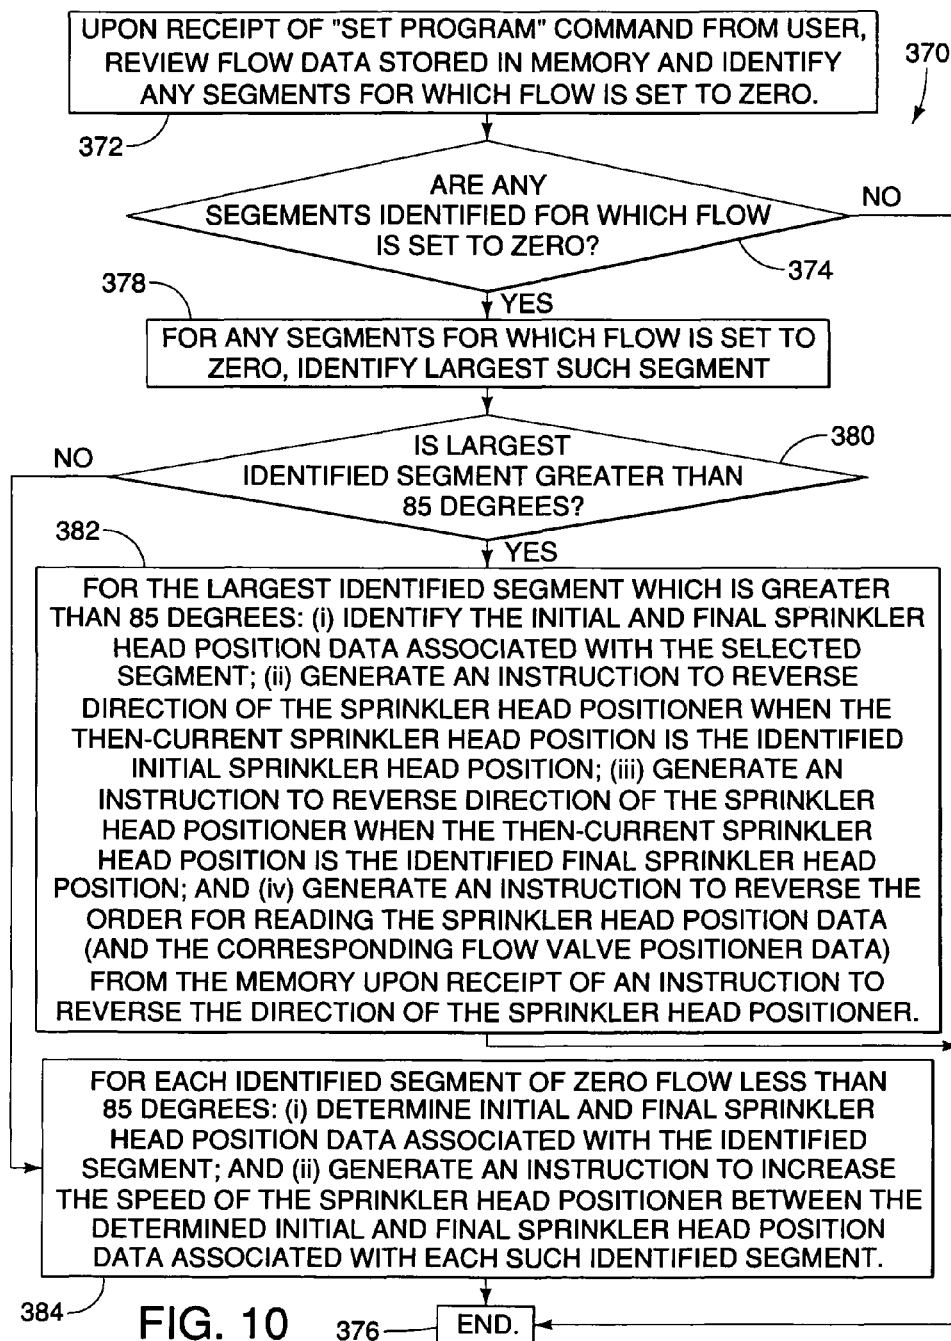 UPON RECEIPT OF "SET PROGRAM" COMMAND FROM USER,
REVIEW FLOW DATA STORED IN MEMORY AND IDENTIFY
ANY SEGMENTS FOR WHICH FLOW IS SET TO ZERO.
370
372
ARE ANY
SEGEMENTS IDENTIFIED FOR WHICH FLOW
IS SET TO ZERO?
NO
374
378
YES
FOR ANY SEGMENTS FOR WHICH FLOW IS SET TO
ZERO, IDENTIFY LARGEST SUCH SEGMENT
380
IS LARGEST
IDENTIFIED SEGMENT GREATER THAN
85 DEGREES?
NO
382
YES
FOR THE LARGEST IDENTIFIED SEGMENT WHICH IS GREATER
THAN 85 DEGREES: (i) IDENTIFY THE INITIAL AND FINAL SPRINKLER
HEAD POSITION DATA ASSOCIATED WITH THE SELECTED
SEGMENT; (ii) GENERATE AN INSTRUCTION TO REVERSE
DIRECTION OF THE SPRINKLER HEAD POSITIONER WHEN THE
THEN-CURRENT SPRINKLER HEAD POSITION IS THE IDENTIFIED
INITIAL SPRINKLER HEAD POSITION; (iii) GENERATE AN
INSTRUCTION TO REVERSE DIRECTION OF THE SPRINKLER
HEAD POSITIONER WHEN THE THEN-CURRENT SPRINKLER
HEAD POSITION IS THE IDENTIFIED FINAL SPRINKLER HEAD
POSITION; AND (iv) GENERATE AN INSTRUCTION TO REVERSE THE
ORDER FOR READING THE SPRINKLER HEAD POSITION DATA
(AND THE CORRESPONDING FLOW VALVE POSITIONER DATA)
FROM THE MEMORY UPON RECEIPT OF AN INSTRUCTION TO
REVERSE THE DIRECTION OF THE SPRINKLER HEAD POSITIONER.
FOR EACH IDENTIFIED SEGMENT OF ZERO FLOW LESS THAN
85 DEGREES: (i) DETERMINE INITIAL AND FINAL SPRINKLER
HEAD POSITION DATA ASSOCIATED WITH THE IDENTIFIED
SEGMENT; AND (ii) GENERATE AN INSTRUCTION TO INCREASE
THE SPEED OF THE SPRINKLER HEAD POSITIONER BETWEEN THE
DETERMINED INITIAL AND FINAL SPRINKLER HEAD POSITION
DATA ASSOCIATED WITH EACH SUCH IDENTIFIED SEGMENT.
384
FIG. 10
376
END.